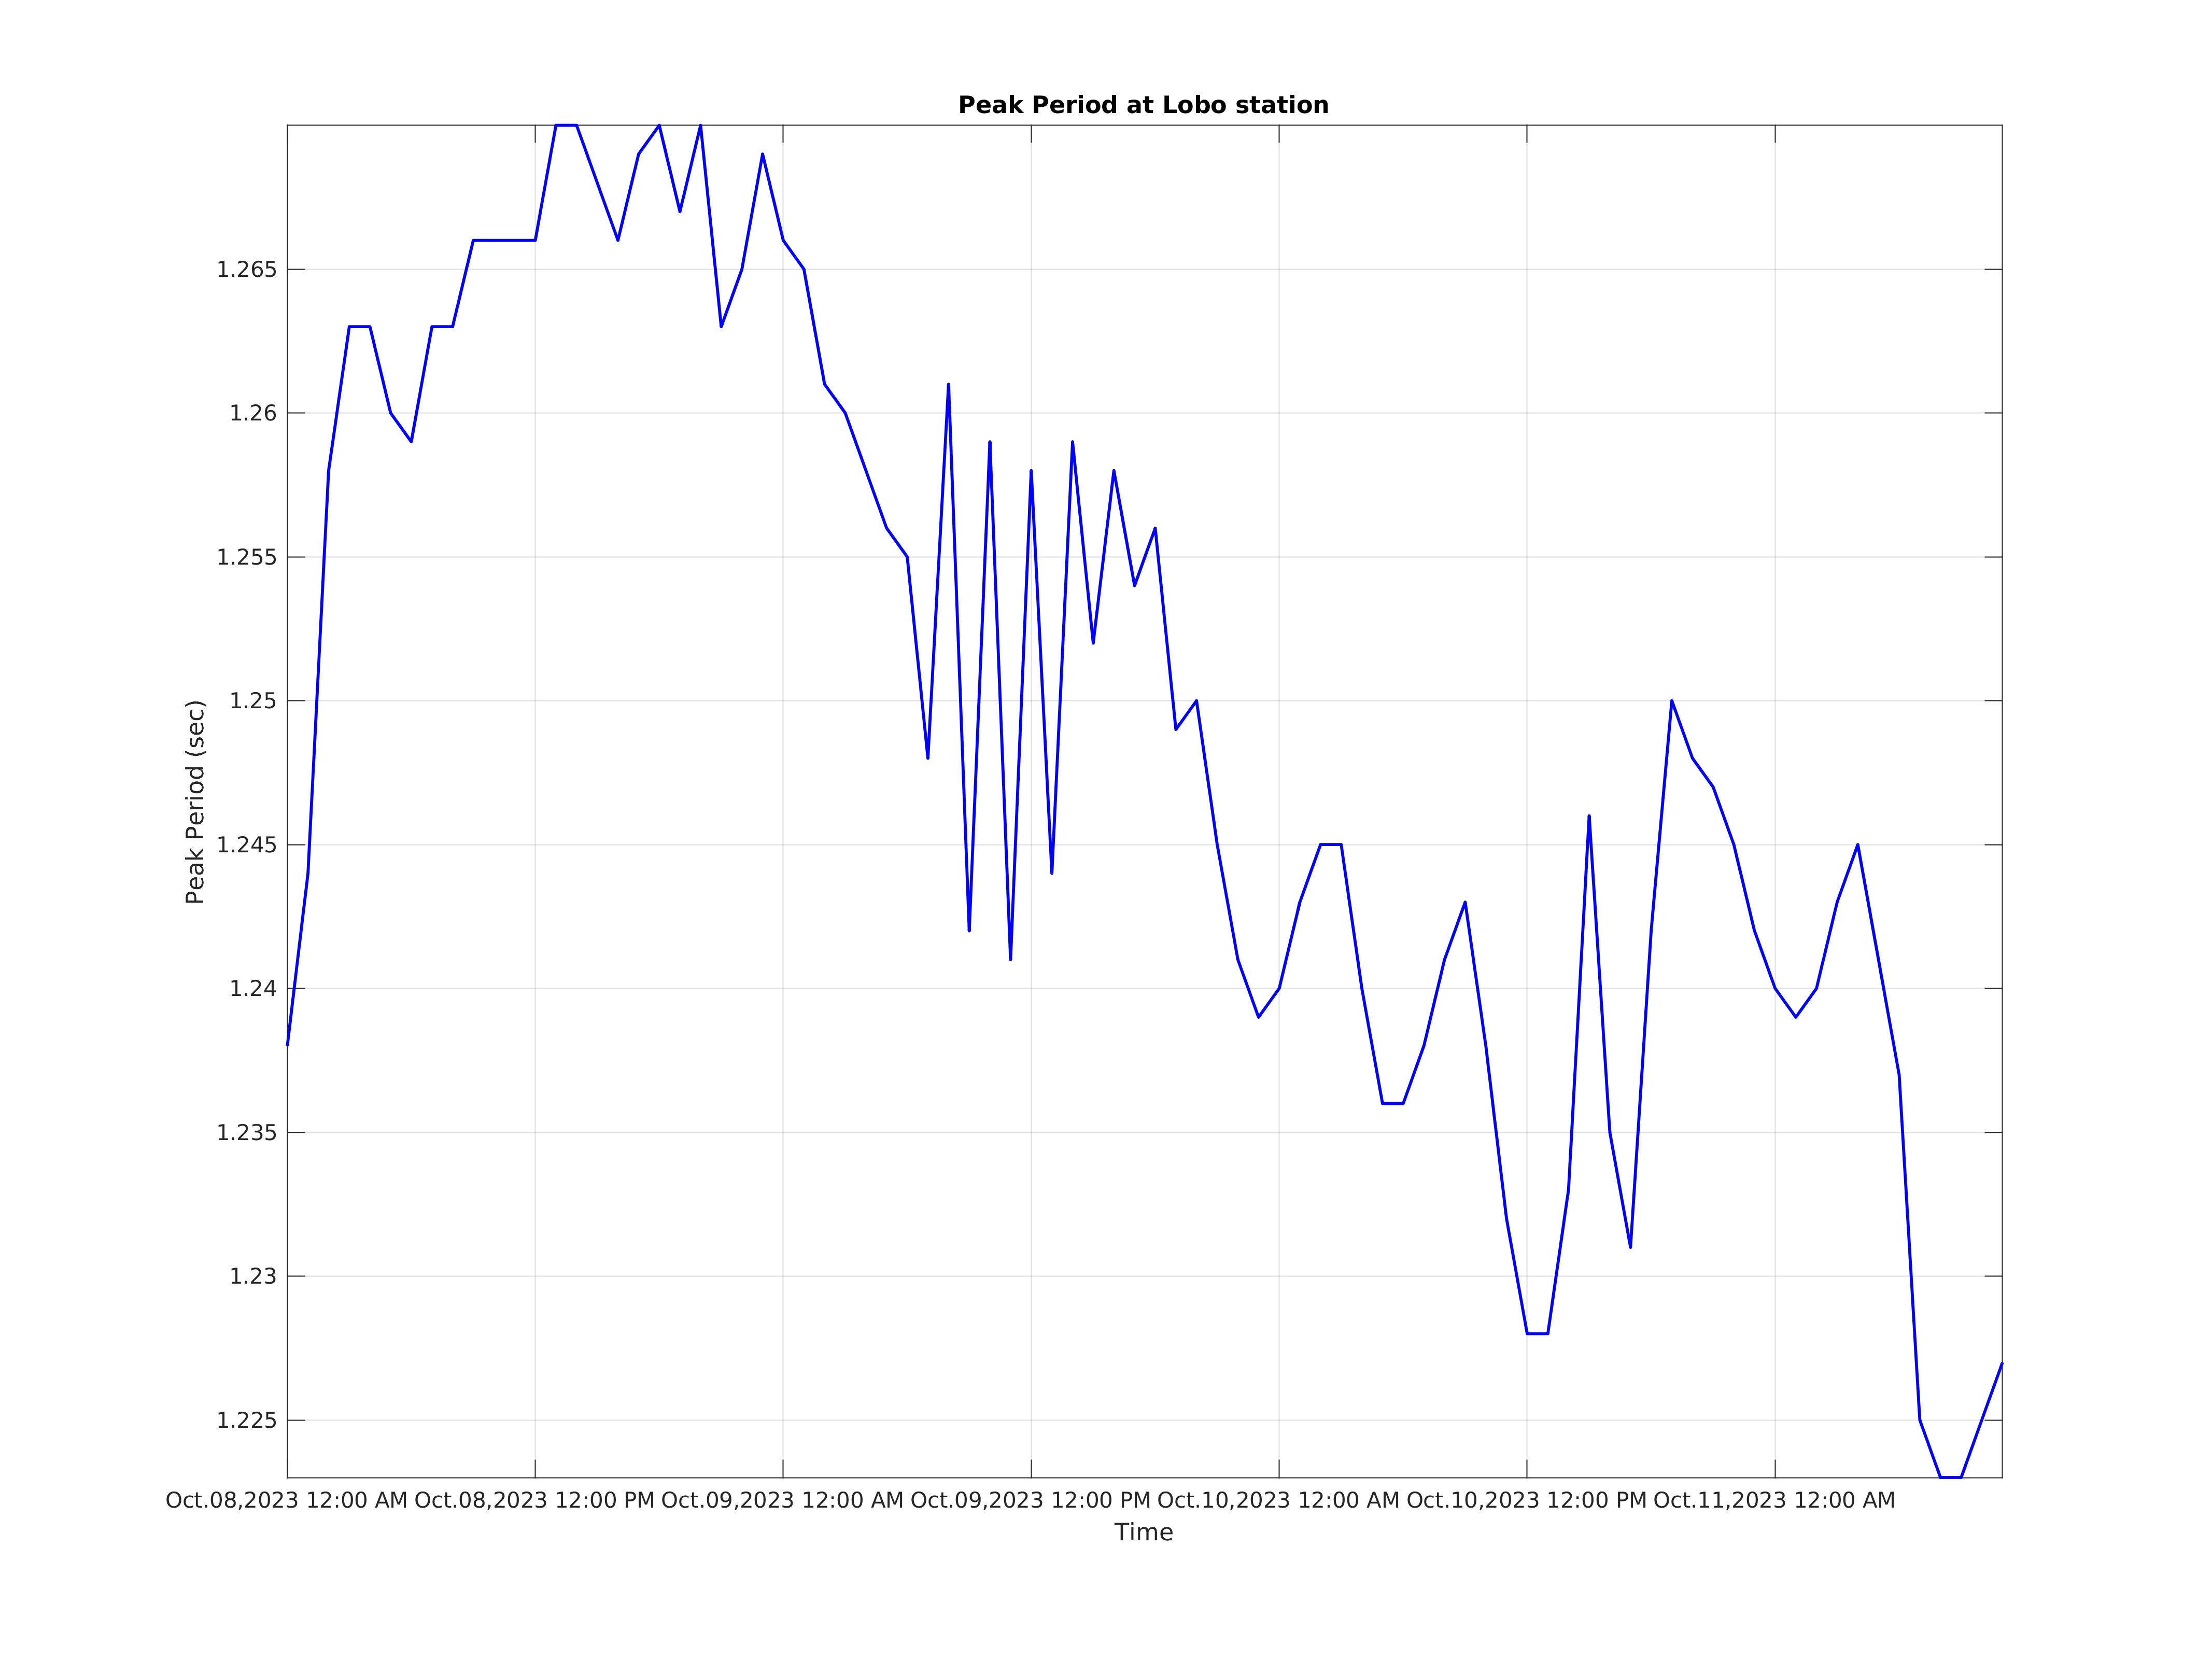 Peak Period at Lobo station
1.265
1.26
1.255
1.25
1.245
1.24
1.235
1.23
1.225
Peak Period (sec)
Oct.08,2023 12:00 AM Oct.08,2023 12:00 PM Oct.09,2023 12:00 AM Oct.09,2023 12:00 PM Oct.10,2023 12:00 AM Oct.10,2023 12:00 PM Oct.11,2023 12:00 AM
Time